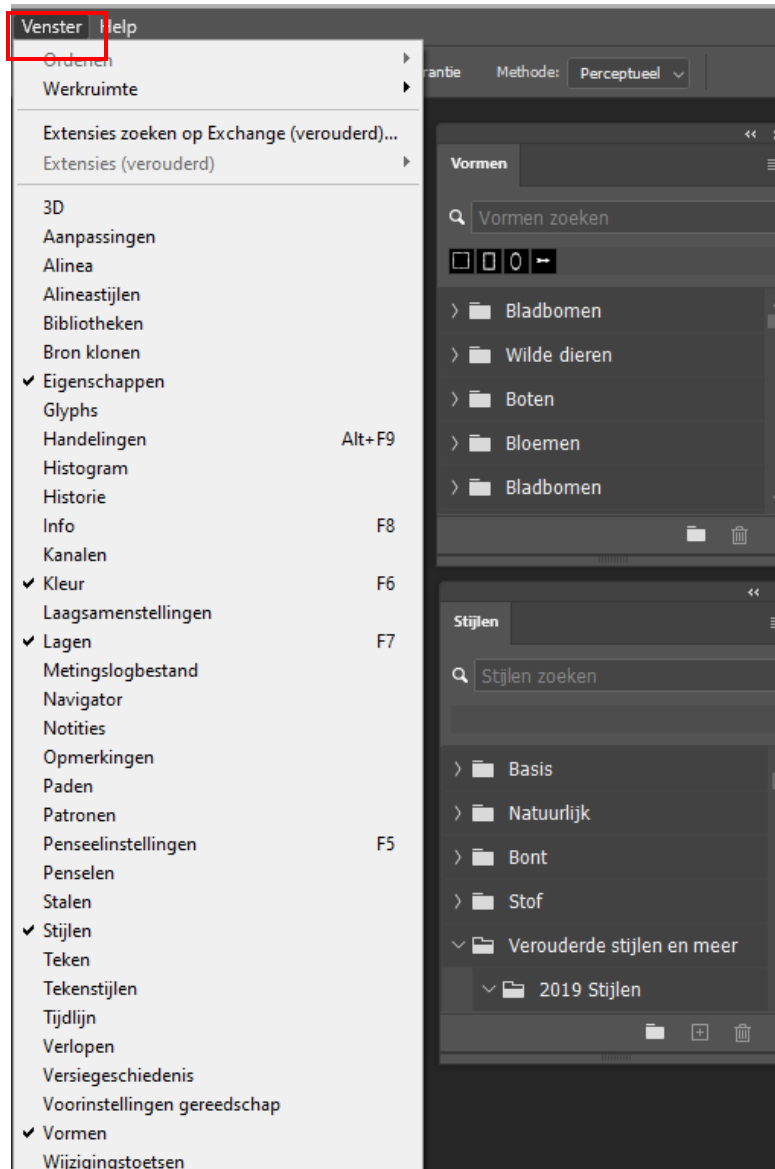 Venster Help
Ordenen
Werkruimte
Extensies zoeken op Exchange (verouderd)...
Extensies (verouderd)
3D
Aanpassingen
Alinea
Alineastijlen
Bibliotheken
Bron klonen
Eigenschappen
Glyphs
Handelingen Alt+F9
Histogram
Historie
Info F8
Kanalen
Kleur F6
Laagsamenstellingen
Lagen F7
Metingslogbestand
Navigator
Notities
Opmerkingen
Paden
Patronen
Penseelinstellingen F5
Penselen
Stalen
Stijlen
Teken
Tekenstijlen
Tijdlijn
Verlopen
Versiegeschiedenis
Voorinstellingen gereedschap
Vormen
Wijzigingstoetsen
rantie Methode: Perceptueel
Vormen
Vormen zoeken
Bladbomen
Wilde dieren
Boten
Bloemen
Bladbomen
Stijlen
Stijlen zoeken
Basis
Natuurlijk
Bont
Stof
Verouderde stijlen en meer
2019 Stijlen